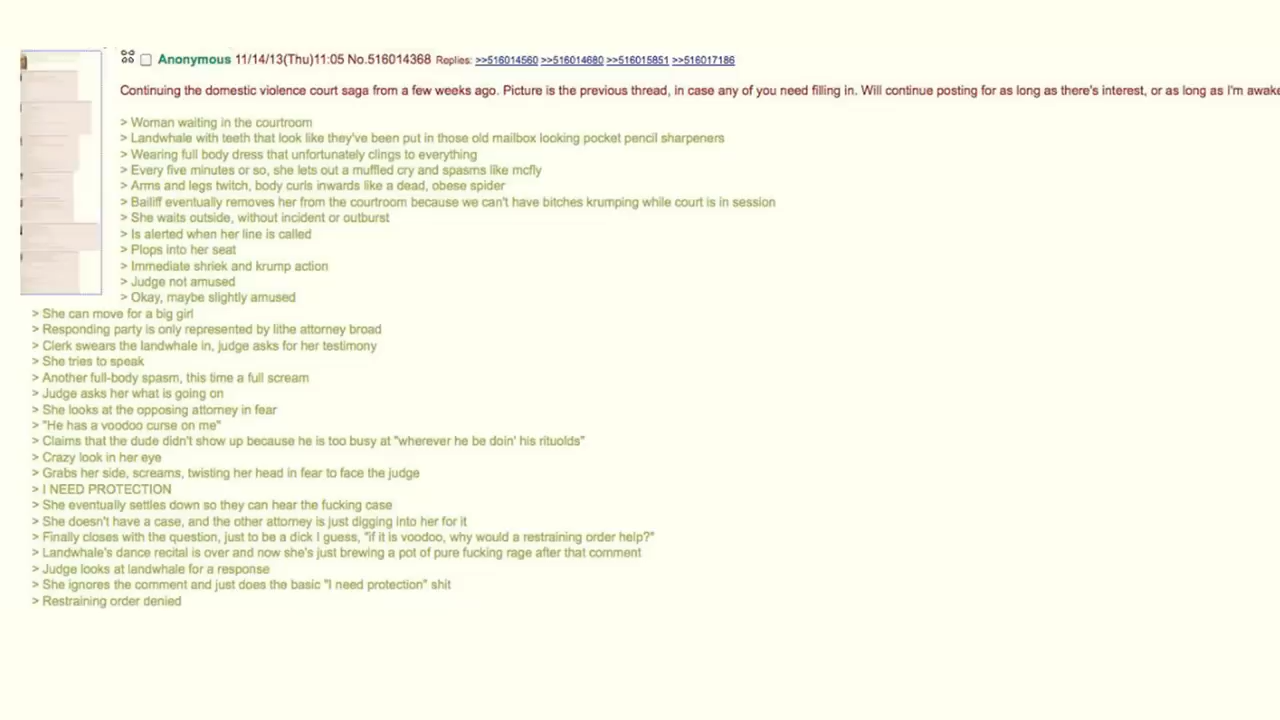 Anonymous 11/14/13(Thu)11:05 No.516014368 Replies: >>516014560 >>516014680 >>516015851 >>516017186
Continuing the domestic violence court saga from a few weeks ago. Picture is the previous thread, in case any of you need filling in. Will continue posting for as long as there's interest, or as long as I'm awake
> Woman waiting in the courtroom
> Landwhale with teeth that look like they've been put in those old mailbox looking pocket pencil sharpeners
> Wearing full body dress that unfortunately clings to everything
> Every five minutes or so, she lets out a muffled cry and spasms like mcfly
> Arms and legs twitch, body curls inwards like a dead, obese spider
> Bailiff eventually removes her from the courtroom because we can't have bitches krumping while court is in session
> She waits outside, without incident or outburst
> Is alerted when her line is called
> Plops into her seat
> Immediate shriek and krump action
> Judge not amused
> Okay, maybe slightly amused
> She can move for a big girl
> Responding party is only represented by lithe attorney broad
> Clerk swears the landwhale in, judge asks for her testimony
> She tries to speak
> Another full-body spasm, this time a full scream
> Judge asks her what is going on
> She looks at the opposing attorney in fear
> "He has a voodoo curse on me"
> Claims that the dude didn't show up because he is too busy at "wherever he be doin' his rituolds"
> Crazy look in her eye
> Grabs her side, screams, twisting her head in fear to face the judge
> I NEED PROTECTION
> She eventually settles down so they can hear the fucking case
> She doesn't have a case, and the other attorney is just digging into her for it
> Finally closes with the question, just to be a dick I guess, "if it is voodoo, why would a restraining order help?"
> Landwhale's dance recital is over and now she's just brewing a pot of pure fucking rage after that comment
> Judge looks at landwhale for a response
> She ignores the comment and just does the basic "I need protection" shit
> Restraining order denied